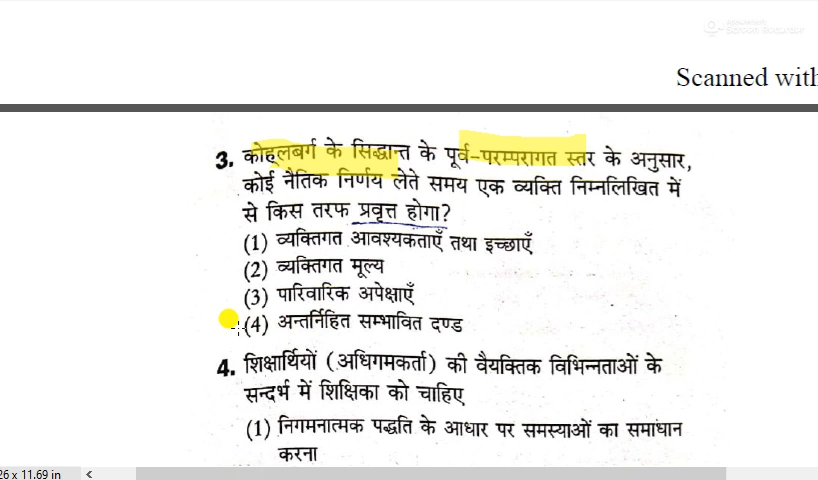 Scanned with
3. कोहलबर्ग के सिद्धान्त के पूर्व-परम्परागत स्तर के अनुसार,
कोई नैतिक निर्णय लेते समय एक व्यक्ति निम्नलिखित में
से किस तरफ प्रवृत्त होगा?
(1) व्यक्तिगत आवश्यकताएँ तथा इच्छाएँ
(2) व्यक्तिगत मूल्य
(3) पारिवारिक अपेक्षाएँ
(4) अन्तर्निहित सम्भावित दण्ड
4. शिक्षार्थियों (अधिगमकर्ता) की वैयक्तिक विभिन्नताओं के
सन्दर्भ में शिक्षिका को चाहिए
(1) निगमनात्मक पद्धति के आधार पर समस्याओं का समाधान
करना
26 x 11.69 in <